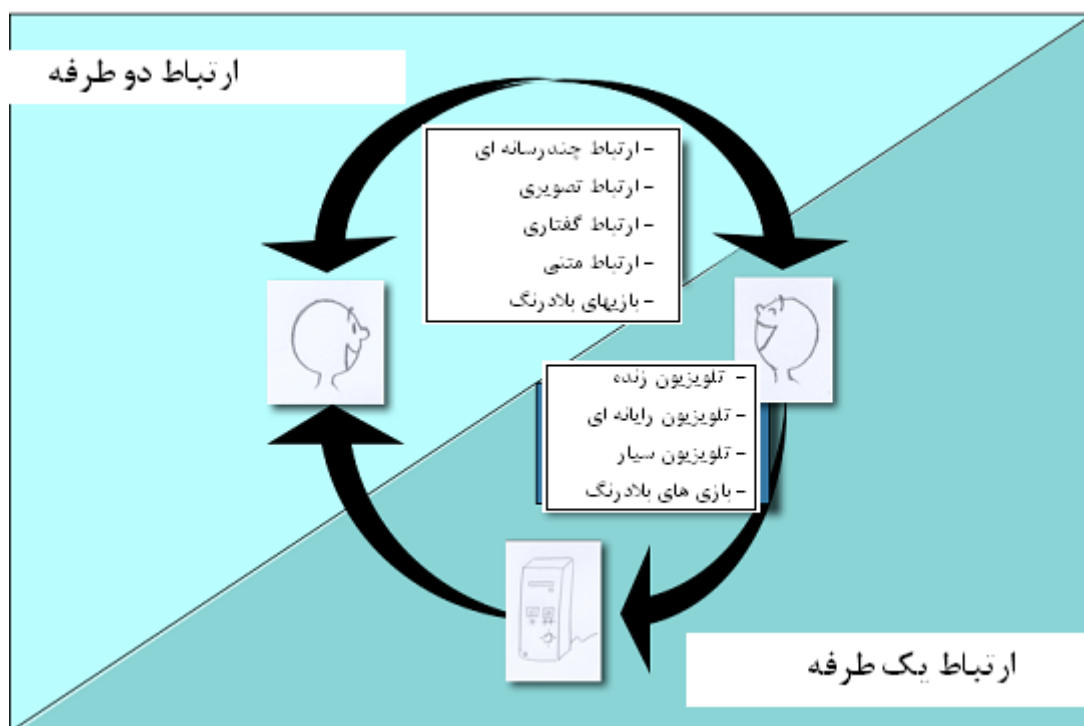 ارتباط دو طرفه
- ارتباط چندرسانه ای
- ارتباط تصویری
- ارتباط گفتاری
- ارتباط متنی
- بازیهای بلادرنگ
- تلویزیون زنده
- تلویزیون رایانه ای
- تلویزیون سیار
- بازی های بلادرنگ
ارتباط یک طرفه